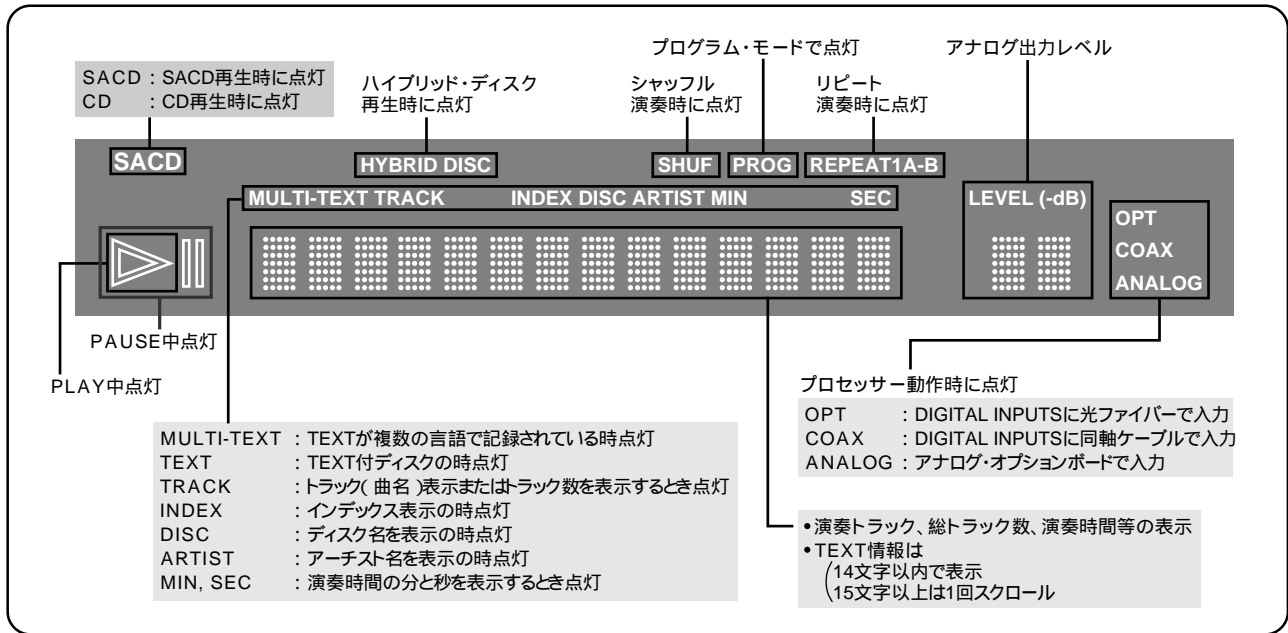 プログラム・モードで点灯
アナログ出力レベル
SACD : SACD再生時に点灯
CD : CD再生時に点灯
ハイブリッド・ディスク
再生時に点灯
シャッフル
演奏時に点灯
リピート
演奏時に点灯
SACD
HYBRID DISC
SHUF
PROG
REPEAT1A-B
MULTI-TEXT TRACK INDEX DISC ARTIST MIN SEC
LEVEL (-dB)
OPT
COAX
ANALOG
PAUSE中点灯
PLAY中点灯
プロセッサー動作時に点灯
OPT : DIGITAL INPUTSに光ファイバーで入力
COAX : DIGITAL INPUTSに同軸ケーブルで入力
ANALOG : アナログ・オプションボードで入力
MULTI-TEXT : TEXTが複数の言語で記録されている時点灯
TEXT : TEXT付ディスクの時点灯
TRACK : トラック( 曲名 )表示またはトラック数を表示するとき点灯
INDEX : インデックス表示の時点灯
DISC : ディスク名を表示の時点灯
ARTIST : アーチスト名を表示の時点灯
MIN, SEC : 演奏時間の分と秒を表示するとき点灯
•演奏トラック、総トラック数、演奏時間等の表示
•TEXT情報は
14文字以内で表示
15文字以上は1回スクロール